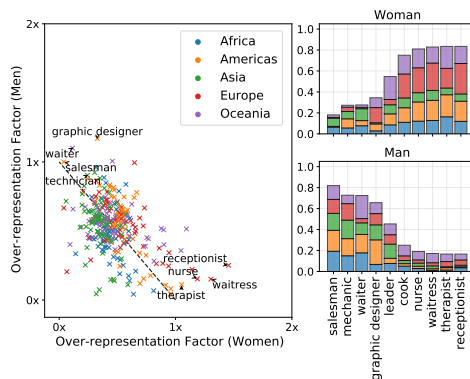 2x
1x
0x
0x
1x
2x
Over-representation Factor (Men)
Over-representation Factor (Women)
Africa
Americas
Asia
Europe
Oceania
graphic designer
waiter
salesman
technician
receptionist
nurse
waitress
therapist
Woman
1.0
0.8
0.6
0.4
0.2
0.0
Man
1.0
0.8
0.6
0.4
0.2
0.0
salesman
mechanic
waiter
graphic designer
leader
cook
nurse
waitress
therapist
receptionist